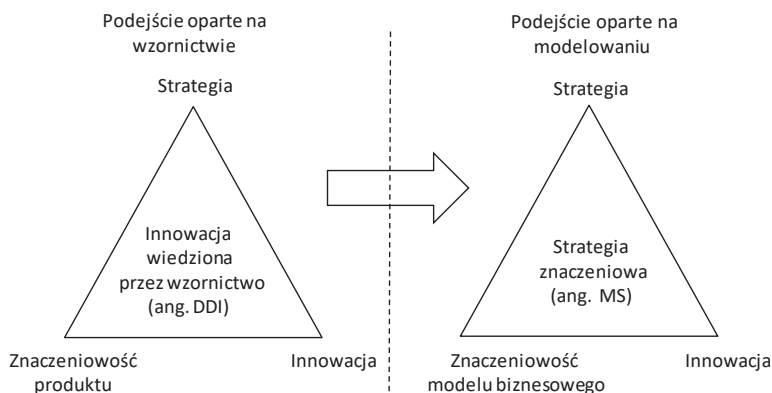 Podejście oparte na
wzornictwie
Strategia
Innowacja
wiedziona
przez wzornictwo
(ang. DDI)
Znaczeniowość
produktu
Innowacja
Podejście oparte na
modelowaniu
Strategia
Strategia
znaczeniowa
(ang. MS)
Znaczeniowość
modelu biznesowego
Innowacja